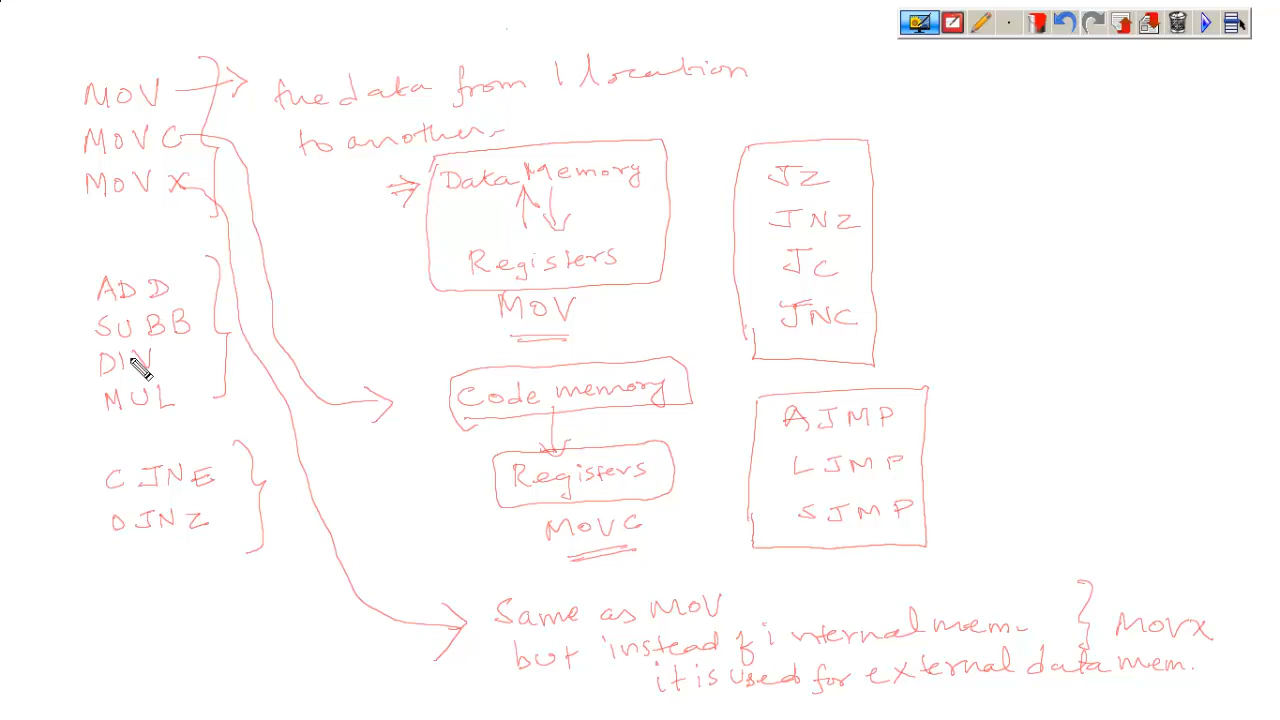 MOV
MOVC
MOVX
the data from 1 location
to another.
Data Memory
Registers
MOV
JZ
JNZ
JC
JNC
ADD
SUBB
DIV
MUL
Code memory
Registers
MOVC
AJMP
LJMP
SJMP
CJNE
DJNZ
Same as MOV
but instead of internal mem.
it is used for external data mem.
MOVX